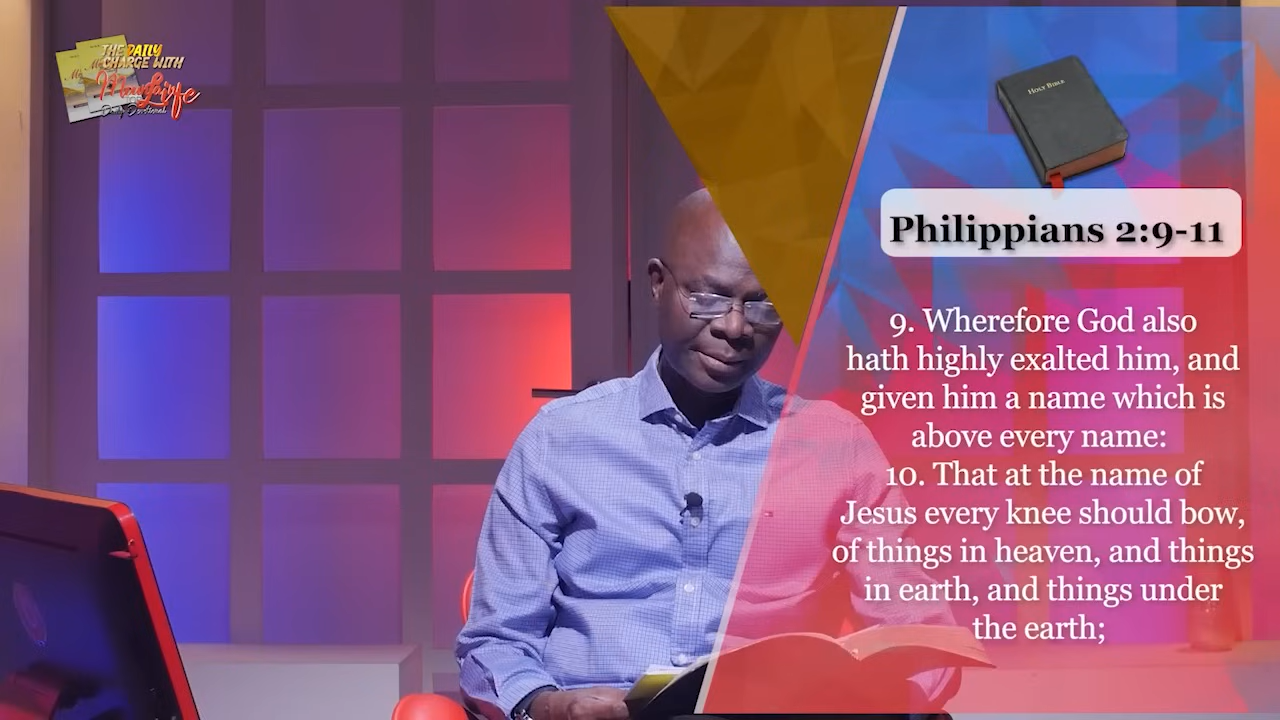 THE DAILY
CHARGE WITH
Daily Devotional
HOLY BIBLE
Philippians 2:9-11
9. Wherefore God also
hath highly exalted him, and
given him a name which is
above every name:
10. That at the name of
Jesus every knee should bow,
of things in heaven, and things
in earth, and things under
the earth;